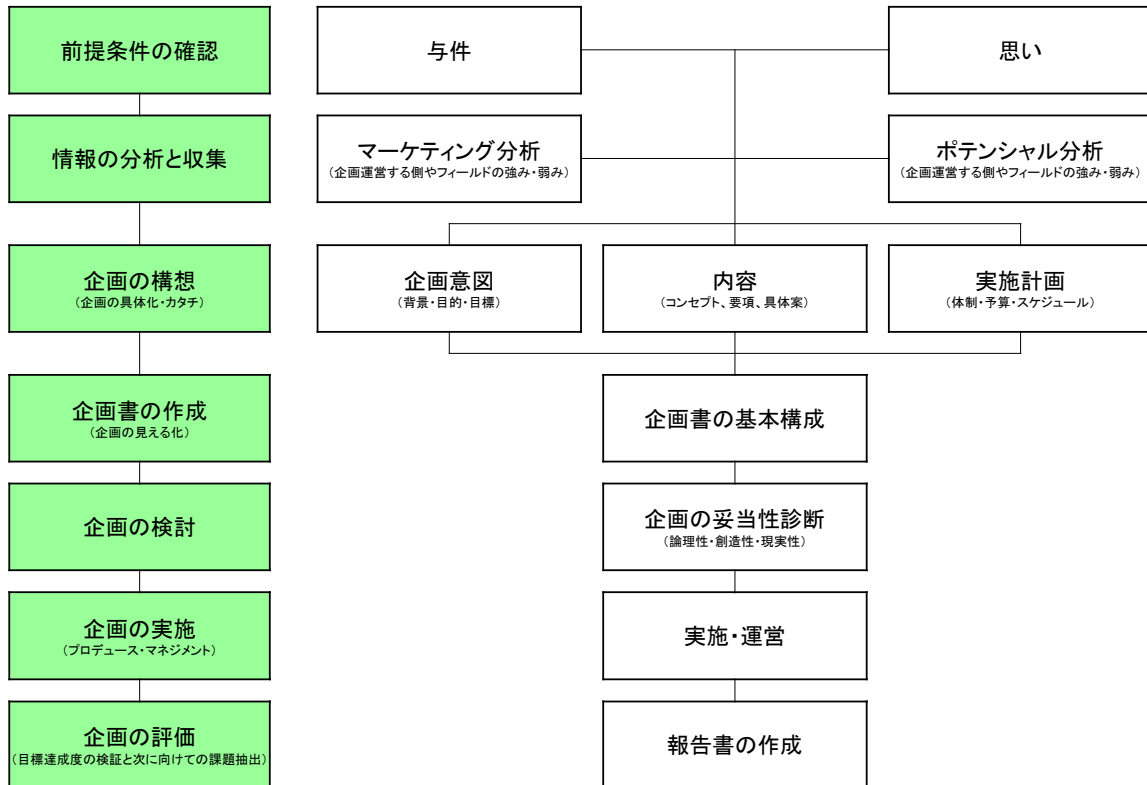 前提条件の確認
与件
思い
情報の分析と収集
マーケティング分析
(企画運営する側やフィールドの強み・弱み)
ポテンシャル分析
(企画運営する側やフィールドの強み・弱み)
企画の構想
(企画の具体化・カタチ)
企画意図
(背景・目的・目標)
内容
(コンセプト、要項、具体案)
実施計画
(体制・予算・スケジュール)
企画書の作成
(企画の見える化)
企画書の基本構成
企画の検討
企画の妥当性診断
(論理性・創造性・現実性)
企画の実施
(プロデュース・マネジメント)
実施・運営
企画の評価
(目標達成度の検証と次に向けての課題抽出)
報告書の作成